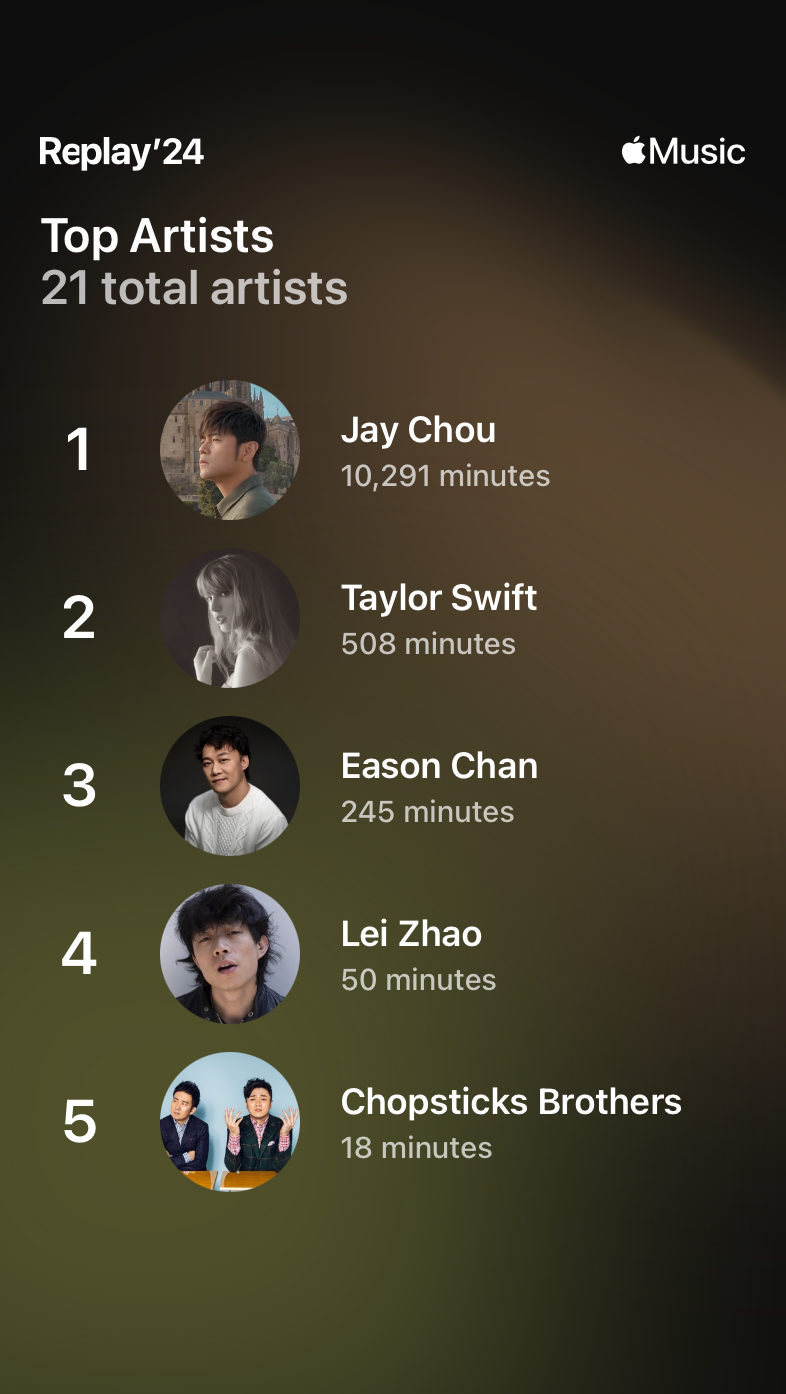 Replay’24
Music
Top Artists
21 total artists
1
Jay Chou
10,291 minutes
2
Taylor Swift
508 minutes
3
Eason Chan
245 minutes
4
Lei Zhao
50 minutes
5
Chopsticks Brothers
18 minutes